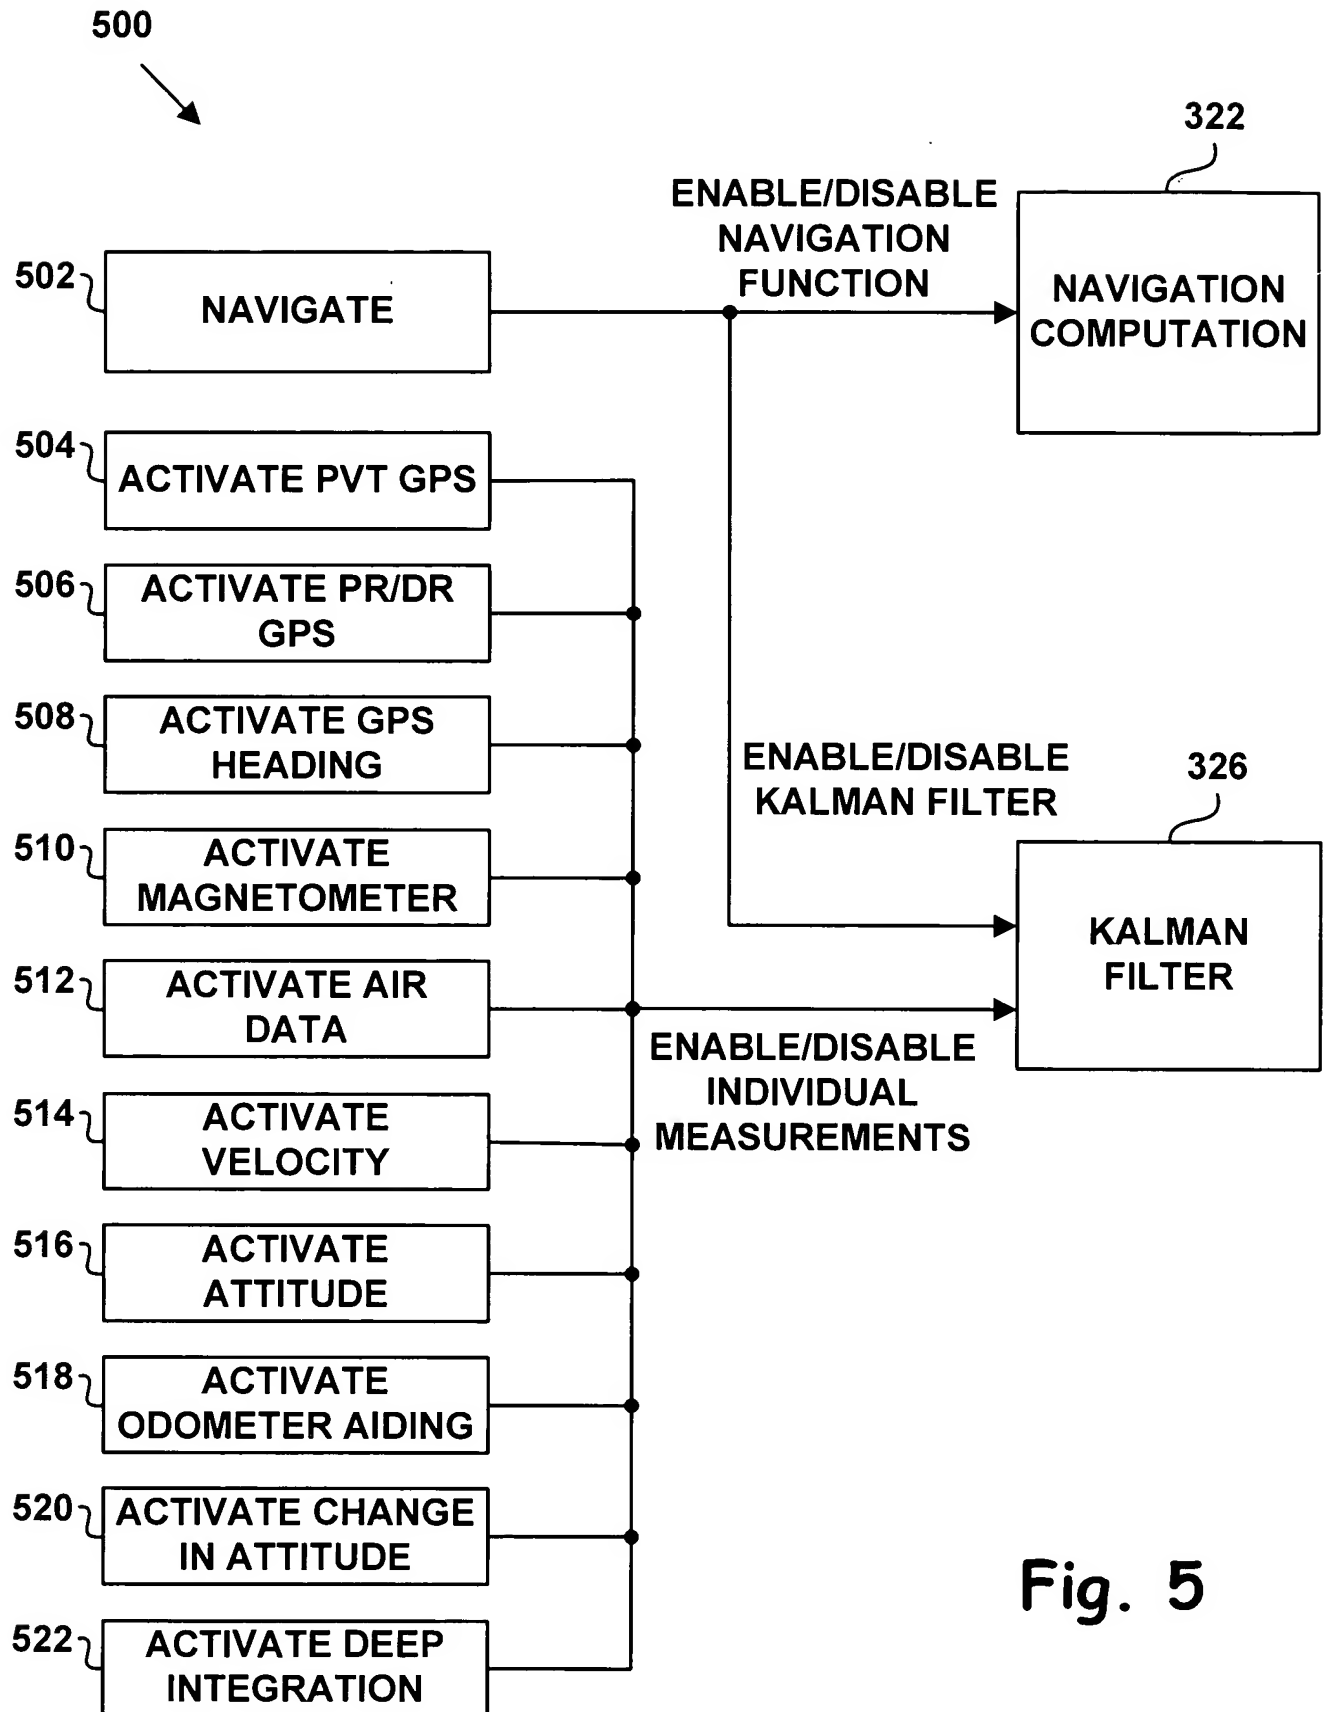 500
322
ENABLE/DISABLE
NAVIGATION
FUNCTION
502
NAVIGATE
NAVIGATION
COMPUTATION
504
ACTIVATE PVT GPS
506
ACTIVATE PR/DR
GPS
508
ACTIVATE GPS
HEADING
ENABLE/DISABLE
KALMAN FILTER
326
510
ACTIVATE
MAGNETOMETER
KALMAN
FILTER
512
ACTIVATE AIR
DATA
ENABLE/DISABLE
INDIVIDUAL
MEASUREMENTS
514
ACTIVATE
VELOCITY
516
ACTIVATE
ATTITUDE
518
ACTIVATE
ODOMETER AIDING
520
ACTIVATE CHANGE
IN ATTITUDE
522
ACTIVATE DEEP
INTEGRATION
Fig. 5